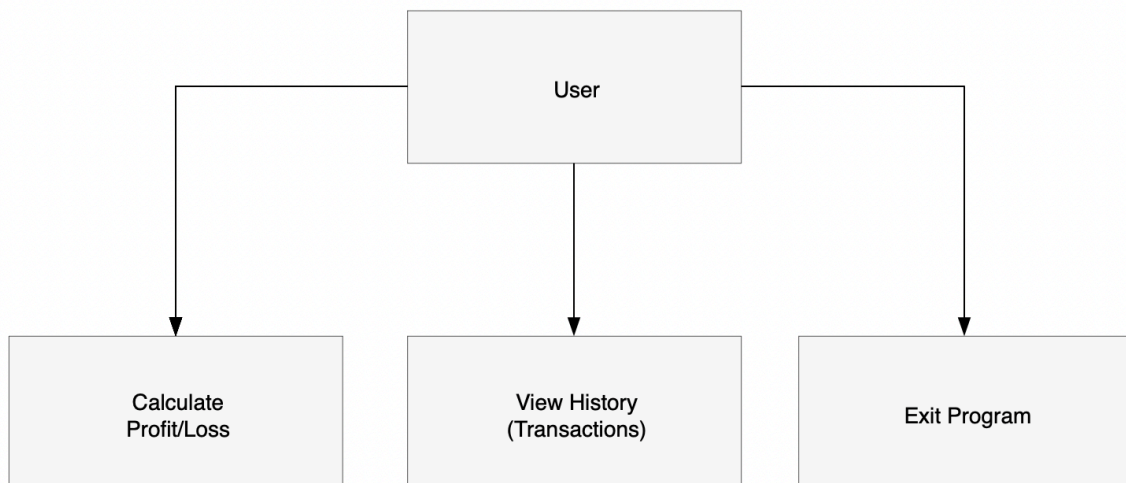 User
Calculate
Profit/Loss
View History
(Transactions)
Exit Program